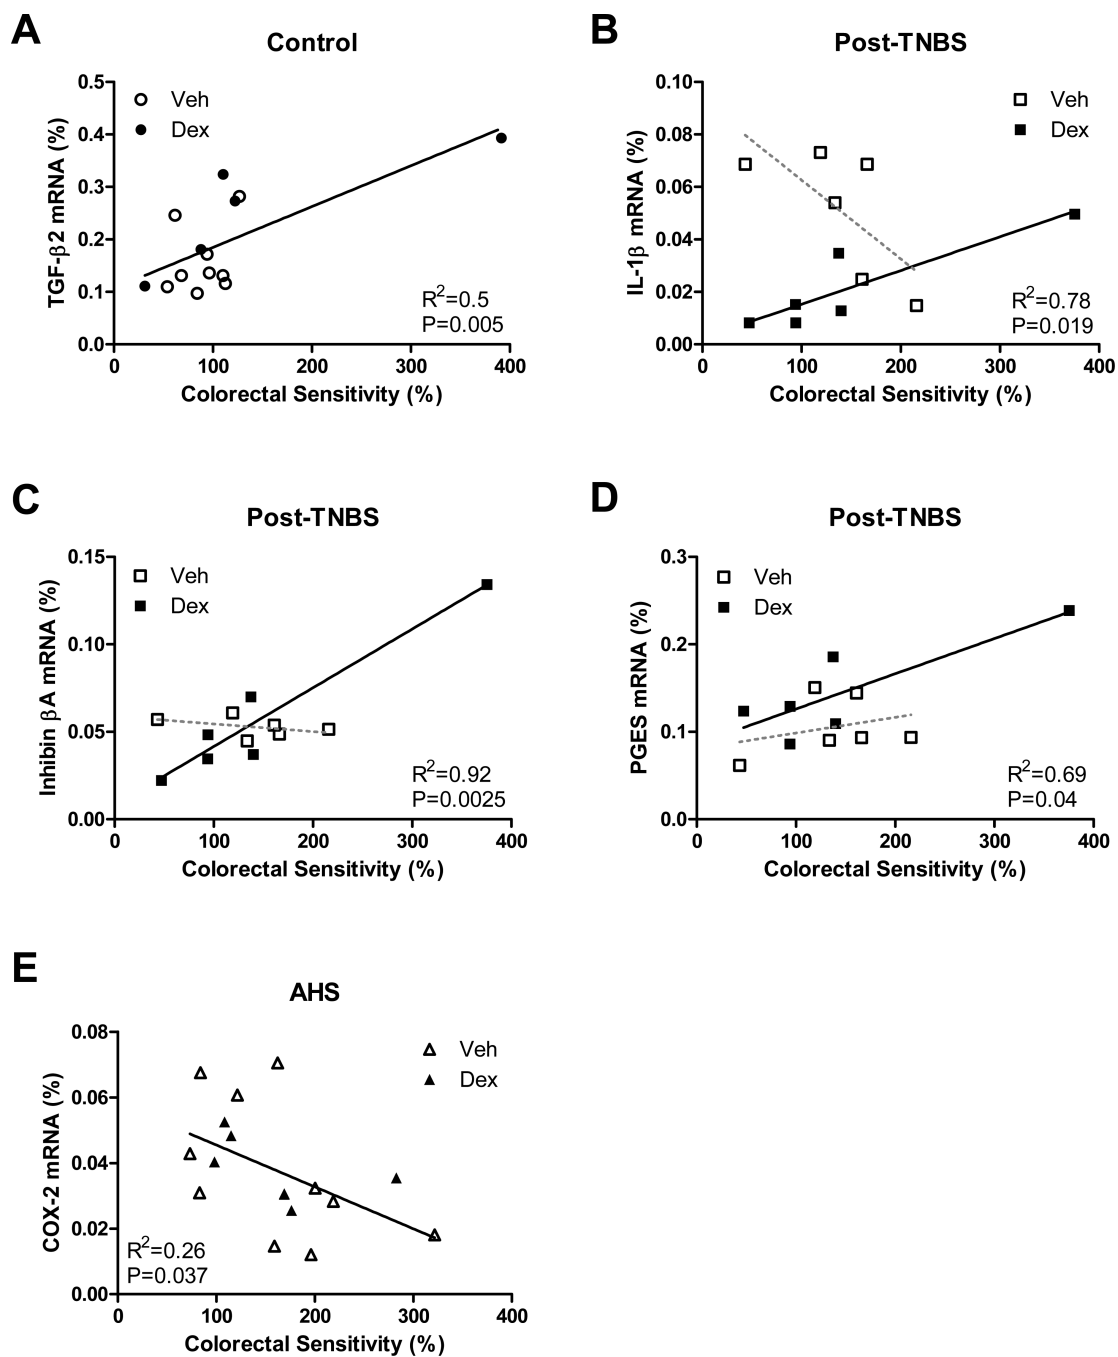 A
Control
0.5
0.4
0.3
0.2
0.1
0.0
TGF-β2 mRNA (%)
Veh
Dex
R²=0.5
P=0.005
0 100 200 300 400
Colorectal Sensitivity (%)
B
Post-TNBS
0.10
0.08
0.06
0.04
0.02
0.00
IL-1β mRNA (%)
Veh
Dex
R²=0.78
P=0.019
0 100 200 300 400
Colorectal Sensitivity (%)
C
Post-TNBS
0.15
0.10
0.05
0.00
Inhibin βA mRNA (%)
Veh
Dex
R²=0.92
P=0.0025
0 100 200 300 400
Colorectal Sensitivity (%)
D
Post-TNBS
0.3
0.2
0.1
0.0
PGES mRNA (%)
Veh
Dex
R²=0.69
P=0.04
0 100 200 300 400
Colorectal Sensitivity (%)
E
AHS
0.08
0.06
0.04
0.02
0.00
COX-2 mRNA (%)
Veh
Dex
R²=0.26
P=0.037
0 100 200 300 400
Colorectal Sensitivity (%)